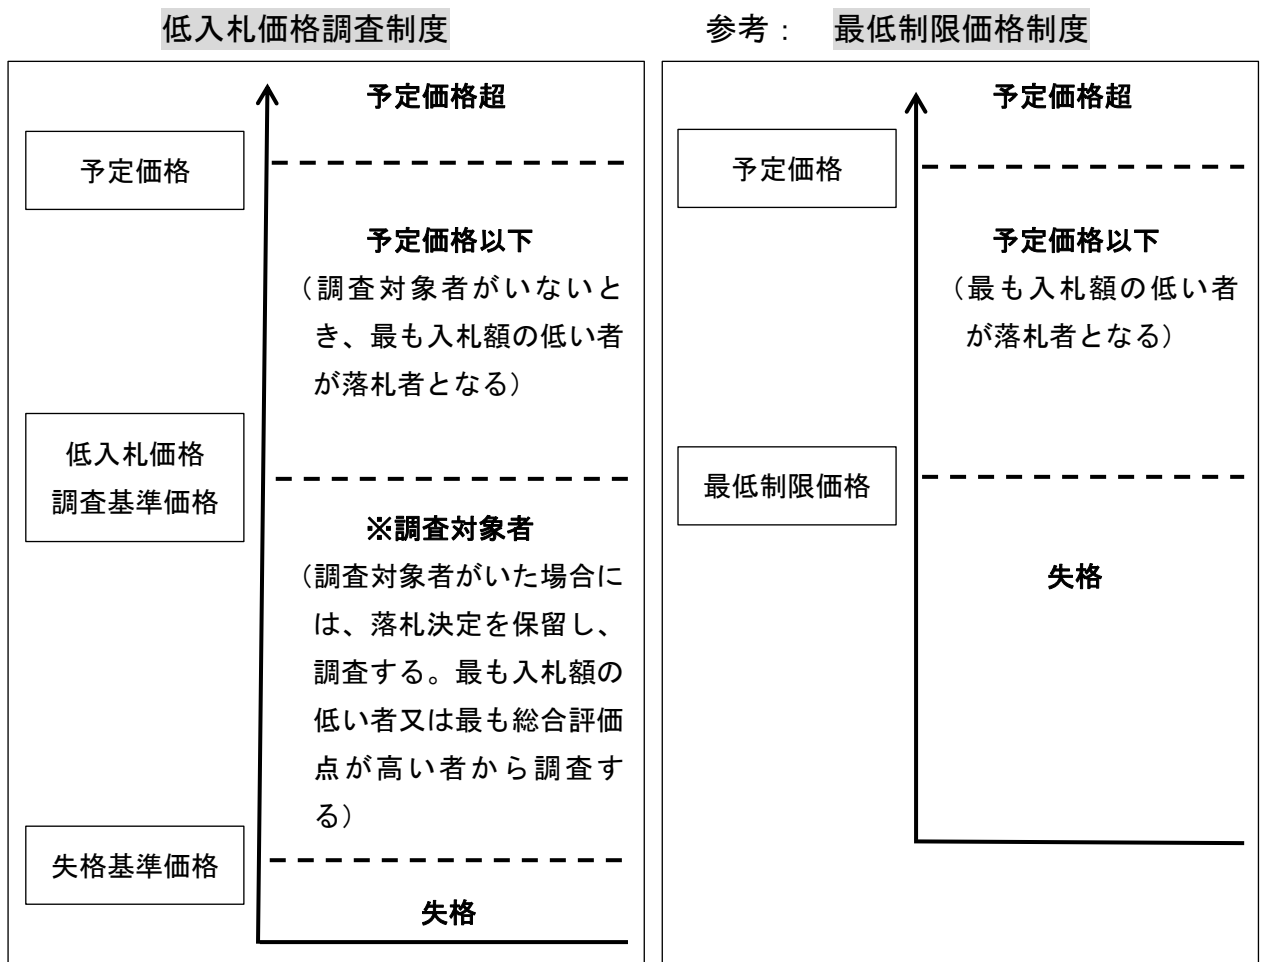 低入札価格調査制度
予定価格超
予定価格
予定価格以下
（調査対象者がいないと
き、最も入札額の低い者
が落札者となる）
低入札価格
調査基準価格
※調査対象者
（調査対象者がいた場合に
は、落札決定を保留し、
調査する。最も入札額の
低い者又は最も総合評価
点が高い者から調査す
る）
失格基準価格
失格
参考： 最低制限価格制度
予定価格超
予定価格
予定価格以下
（最も入札額の低い者
が落札者となる）
最低制限価格
失格